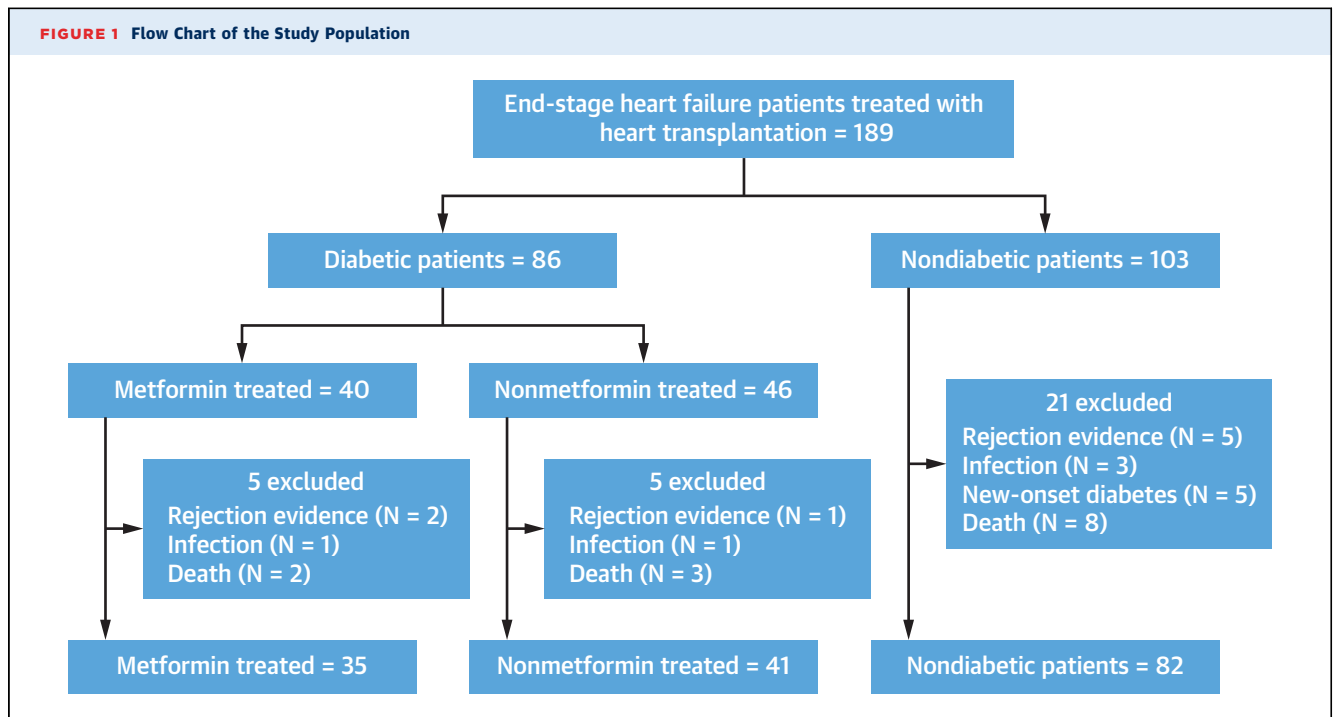 FIGURE 1 Flow Chart of the Study Population
End-stage heart failure patients treated with
heart transplantation = 189
Diabetic patients = 86
Nondiabetic patients = 103
Metformin treated = 40
Nonmetformin treated = 46
21 excluded
Rejection evidence (N = 5)
Infection (N = 3)
New-onset diabetes (N = 5)
Death (N = 8)
5 excluded
Rejection evidence (N = 2)
Infection (N = 1)
Death (N = 2)
5 excluded
Rejection evidence (N = 1)
Infection (N = 1)
Death (N = 3)
Metformin treated = 35
Nonmetformin treated = 41
Nondiabetic patients = 82